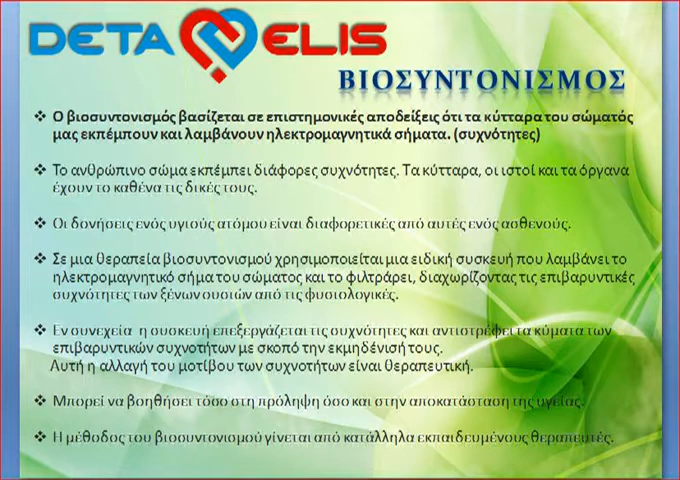 DETA ELIS
ΒΙΟΣΥΝΤΟΝΙΣΜΟΣ
❖ Ο βιοσυντονισμός βασίζεται σε επιστημονικές αποδείξεις ότι τα κύτταρα του σώματός
μας εκπέμπουν και λαμβάνουν ηλεκτρομαγνητικά σήματα. (συχνότητες)
❖ Το ανθρώπινο σώμα εκπέμπει διάφορες συχνότητες. Τα κύτταρα, οι ιστοί και τα όργανα
έχουν το καθένα τις δικές τους.
❖ Οι δονήσεις ενός υγιούς ατόμου είναι διαφορετικές από αυτές ενός ασθενούς.
❖ Σε μια θεραπεία βιοσυντονισμού χρησιμοποιείται μια ειδική συσκευή που λαμβάνει το
ηλεκτρομαγνητικό σήμα του σώματος και το φιλτράρει, διαχωρίζοντας τις επιβαρυντικές
συχνότητες των ξένων ουσιών από τις φυσιολογικές.
❖ Εν συνεχεία η συσκευή επεξεργάζεται τις συχνότητες και αντιστρέφει τα κύματα των
επιβαρυντικών συχνοτήτων με σκοπό την εκμηδένισή τους.
Αυτή η αλλαγή του μοτίβου των συχνοτήτων είναι θεραπευτική.
❖ Μπορεί να βοηθήσει τόσο στη πρόληψη όσο και στην αποκατάσταση της υγείας.
❖ Η μέθοδος του βιοσυντονισμού γίνεται από κατάλληλα εκπαιδευμένους θεραπευτές.